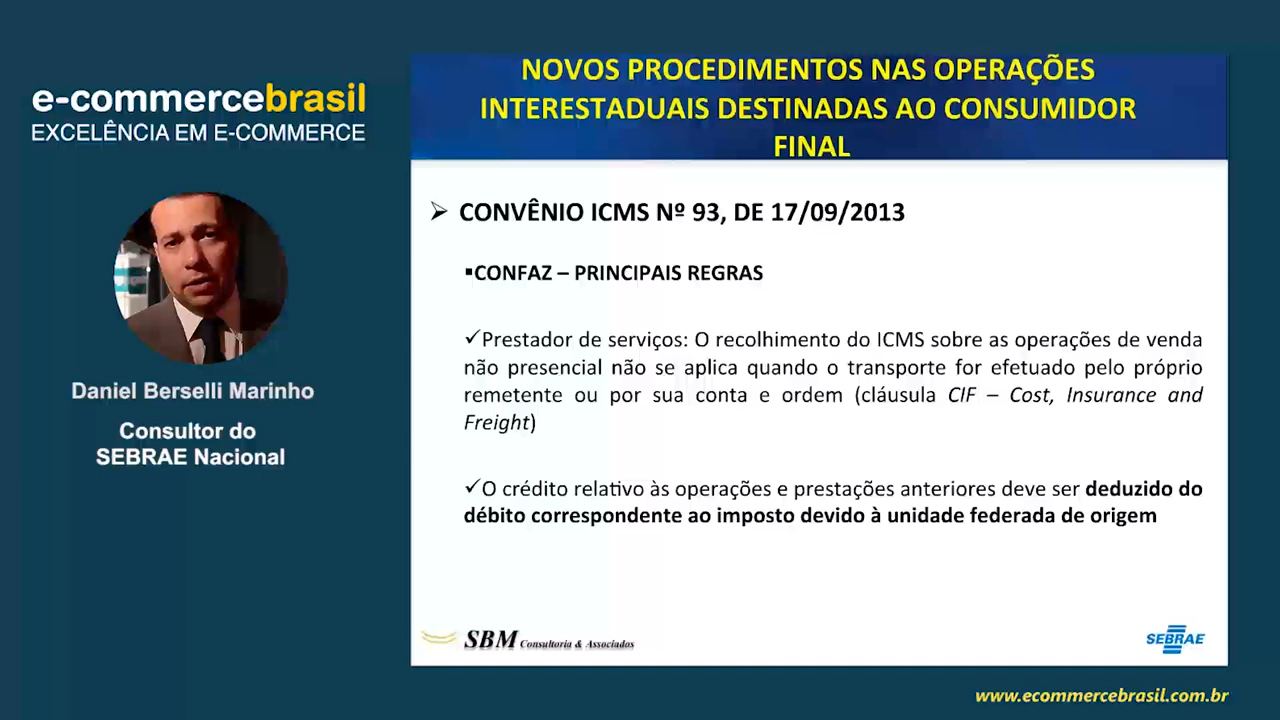 e-commercebrasil
EXCELÊNCIA EM E-COMMERCE
Daniel Berselli Marinho
Consultor do
SEBRAE Nacional
NOVOS PROCEDIMENTOS NAS OPERAÇÕES
INTERESTADUAIS DESTINADAS AO CONSUMIDOR
FINAL
➢ CONVÊNIO ICMS Nº 93, DE 17/09/2013
▪CONFAZ – PRINCIPAIS REGRAS
✓Prestador de serviços: O recolhimento do ICMS sobre as operações de venda
não presencial não se aplica quando o transporte for efetuado pelo próprio
remetente ou por sua conta e ordem (cláusula CIF – Cost, Insurance and
Freight)
✓O crédito relativo às operações e prestações anteriores deve ser deduzido do
débito correspondente ao imposto devido à unidade federada de origem
SBM Consultoria & Associados
SEBRAE
www.ecommercebrasil.com.br